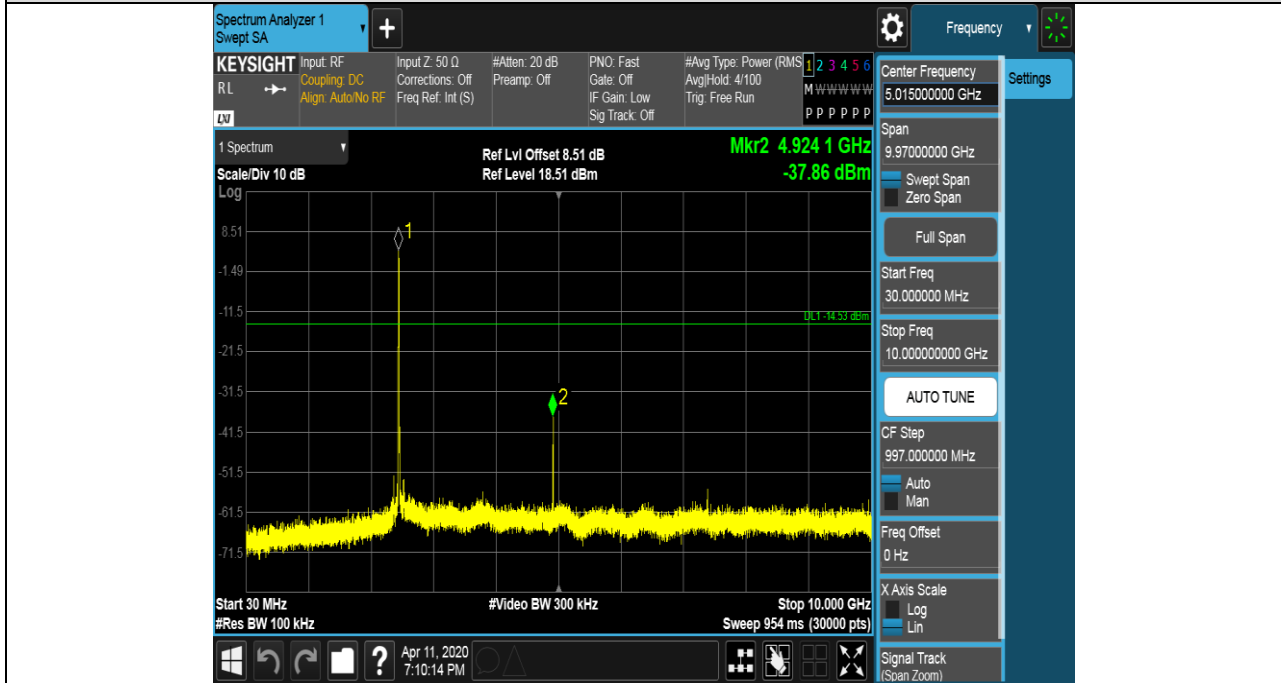 Spectrum Analyzer 1
Swept SA
Frequency
KEYSIGHT
RL
LXI
Input: RF
Coupling: DC
Align: Auto/No RF
Input Z: 50 Ω
Corrections: Off
Freq Ref: Int (S)
#Atten: 20 dB
Preamp: Off
PNO: Fast
Gate: Off
IF Gain: Low
Sig Track: Off
#Avg Type: Power (RMS
Avg|Hold: 4/100
Trig: Free Run
1 2 3 4 5 6
M W W W W W
P P P P P P
1 Spectrum
Scale/Div 10 dB
Log
Ref Lvl Offset 8.51 dB
Ref Level 18.51 dBm
Mkr2 4.924 1 GHz
-37.86 dBm
8.51
-1.49
-11.5
-21.5
-31.5
-41.5
-51.5
-61.5
-71.5
1
DL1 -14.53 dBm
2
Start 30 MHz
#Res BW 100 kHz
#Video BW 300 kHz
Stop 10.000 GHz
Sweep 954 ms (30000 pts)
Apr 11, 2020
7:10:14 PM
Center Frequency
5.015000000 GHz
Span
9.97000000 GHz
Swept Span
Zero Span
Full Span
Start Freq
30.000000 MHz
Stop Freq
10.000000000 GHz
AUTO TUNE
CF Step
997.000000 MHz
Auto
Man
Freq Offset
0 Hz
X Axis Scale
Log
Lin
Signal Track
(Span Zoom)
Settings